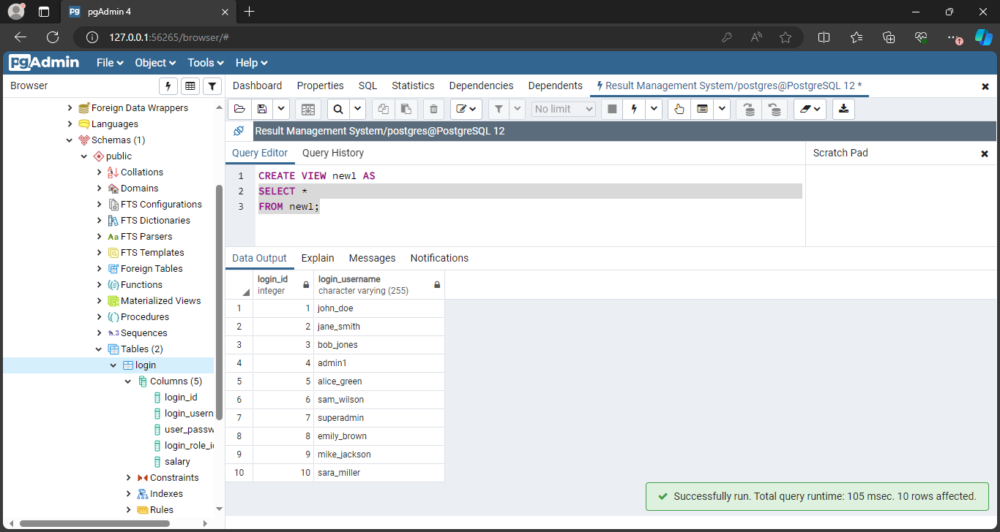 pgAdmin 4
127.0.0.1:56265/browser/#
pgAdmin File Object Tools Help
Browser
Dashboard Properties SQL Statistics Dependencies Dependents Result Management System/postgres@PostgreSQL 12 *
No limit
Result Management System/postgres@PostgreSQL 12
Foreign Data Wrappers
Languages
Schemas (1)
public
Collations
Domains
FTS Configurations
FTS Dictionaries
Aa FTS Parsers
FTS Templates
Foreign Tables
Functions
Materialized Views
Procedures
Sequences
Tables (2)
login
Columns (5)
login_id
login_usern
user_passw
login_role_i
salary
Constraints
Indexes
Rules
Query Editor Query History
Scratch Pad
1 CREATE VIEW newl AS
2 SELECT *
3 FROM newl;
Data Output Explain Messages Notifications
login_id login_username
integer character varying (255)
1 1 john_doe
2 2 jane_smith
3 3 bob_jones
4 4 admin1
5 5 alice_green
6 6 sam_wilson
7 7 superadmin
8 8 emily_brown
9 9 mike_jackson
10 10 sara_miller
Successfully run. Total query runtime: 105 msec. 10 rows affected.